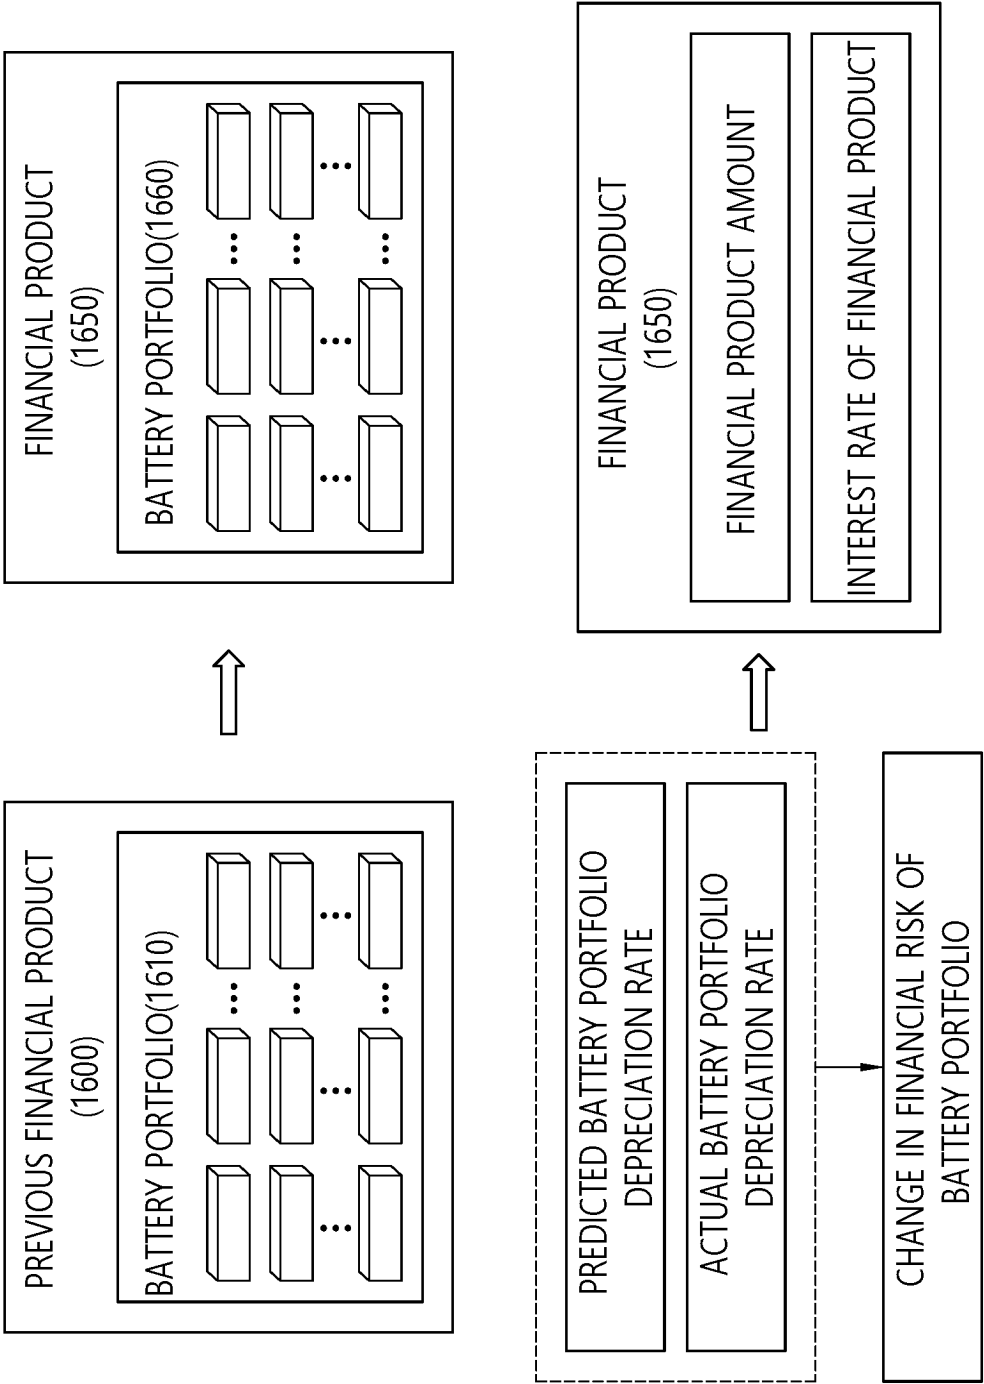 PREVIOUS FINANCIAL PRODUCT
(1600)
BATTERY PORTFOLIO(1610)
FINANCIAL PRODUCT
(1650)
BATTERY PORTFOLIO(1660)
PREDICTED BATTERY PORTFOLIO
DEPRECIATION RATE
ACTUAL BATTERY PORTFOLIO
DEPRECIATION RATE
CHANGE IN FINANCIAL RISK OF
BATTERY PORTFOLIO
FINANCIAL PRODUCT
(1650)
FINANCIAL PRODUCT AMOUNT
INTEREST RATE OF FINANCIAL PRODUCT